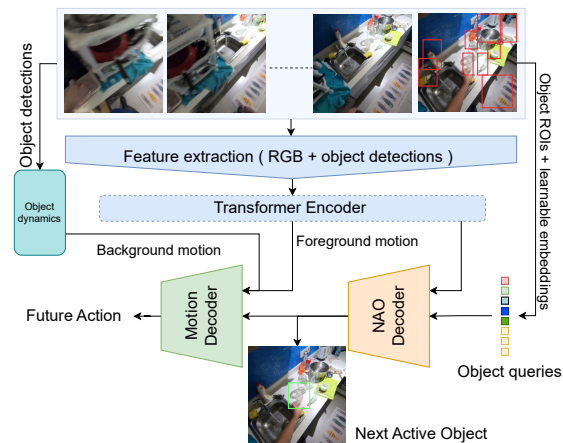 Object detections
Object ROIs + learnable embeddings
Feature extraction ( RGB + object detections )
Object
dynamics
Transformer Encoder
Background motion
Foreground motion
Motion
Decoder
NAO
Decoder
Future Action
Object queries
Next Active Object